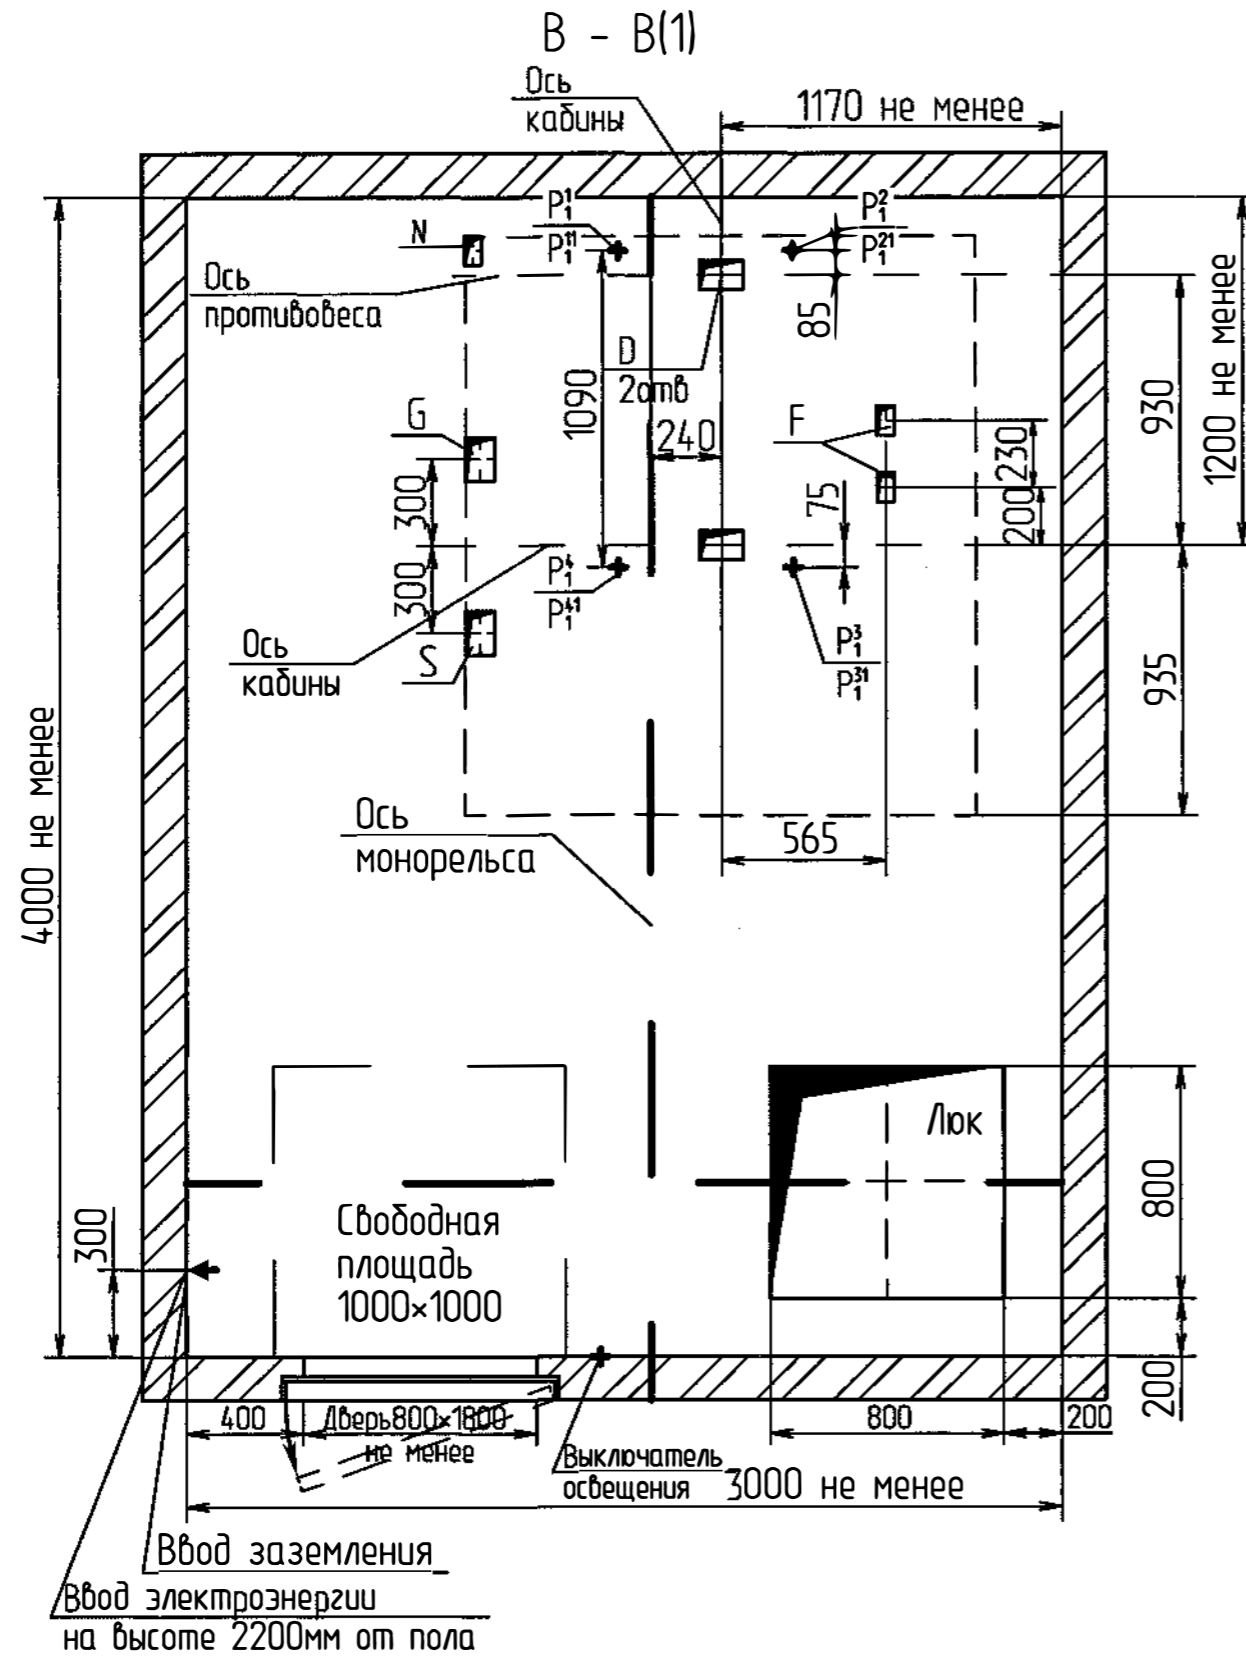 В - В(1)
Ось
кабины
1170 не менее
P₁¹
P₁¹¹
P₁²
P₁²¹
N
Ось
противовеса
85
D
2отв
1090
240
G
F
930
1200 не менее
230
200
75
300
300
P₁⁴
P₁⁴¹
Ось
кабины
S
P₁³
P₁³¹
935
4000 не менее
Ось
монорельса
565
Люк
800
Свободная
площадь
1000×1000
300
200
400
Дверь800×1800
не менее
800
200
Выключатель
освещения
3000 не менее
Ввод заземления
Ввод электроэнергии
на высоте 2200мм от пола